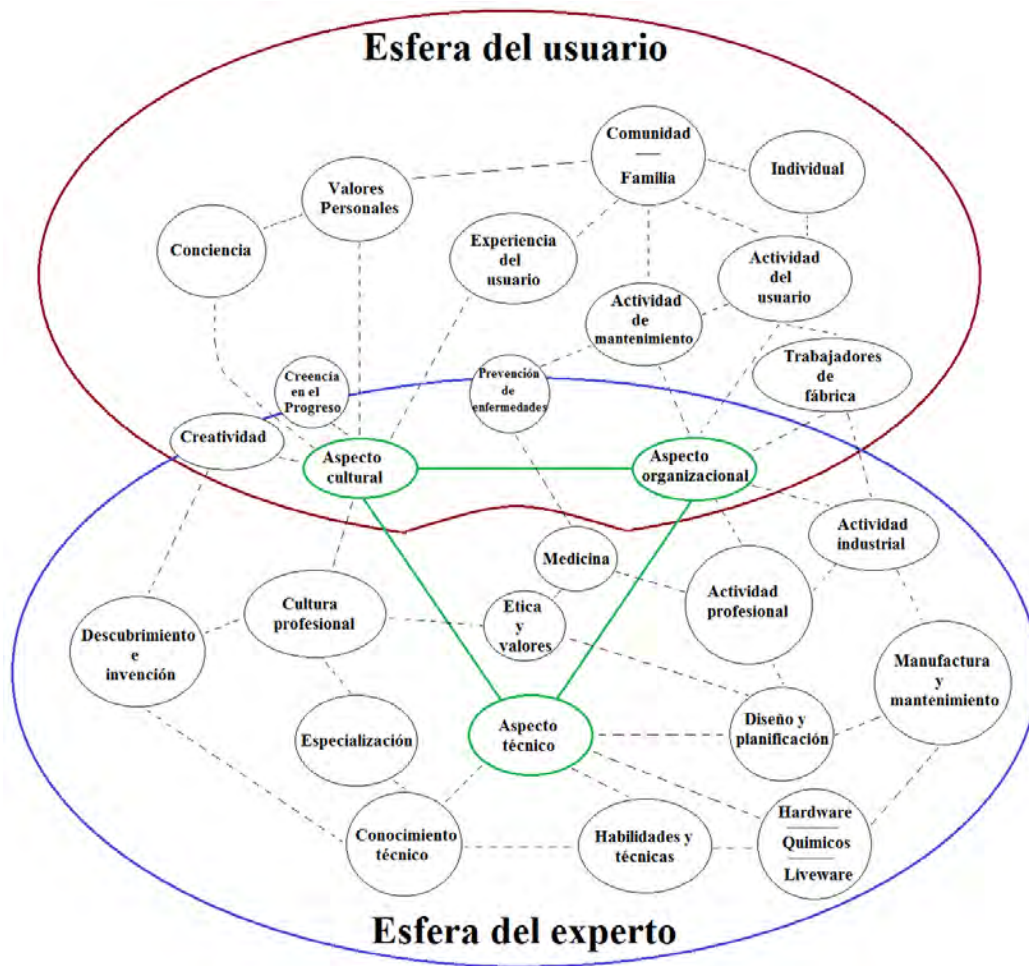 Esfera del usuario
Comunidad
Familia
Individual
Valores
Personales
Conciencia
Experiencia
del
usuario
Actividad
del
usuario
Actividad
de
mantenimiento
Trabajadores
de
fábrica
Creencia
en el
Progreso
Prevención
de
enfermedades
Creatividad
Aspecto
cultural
Aspecto
organizacional
Actividad
industrial
Medicina
Actividad
profesional
Cultura
profesional
Etica
y
valores
Descubrimiento
e
invención
Manufactura
y
mantenimiento
Especialización
Aspecto
técnico
Diseño y
planificación
Conocimiento
técnico
Habilidades y
técnicas
Hardware
Quimicos
Liveware
Esfera del experto